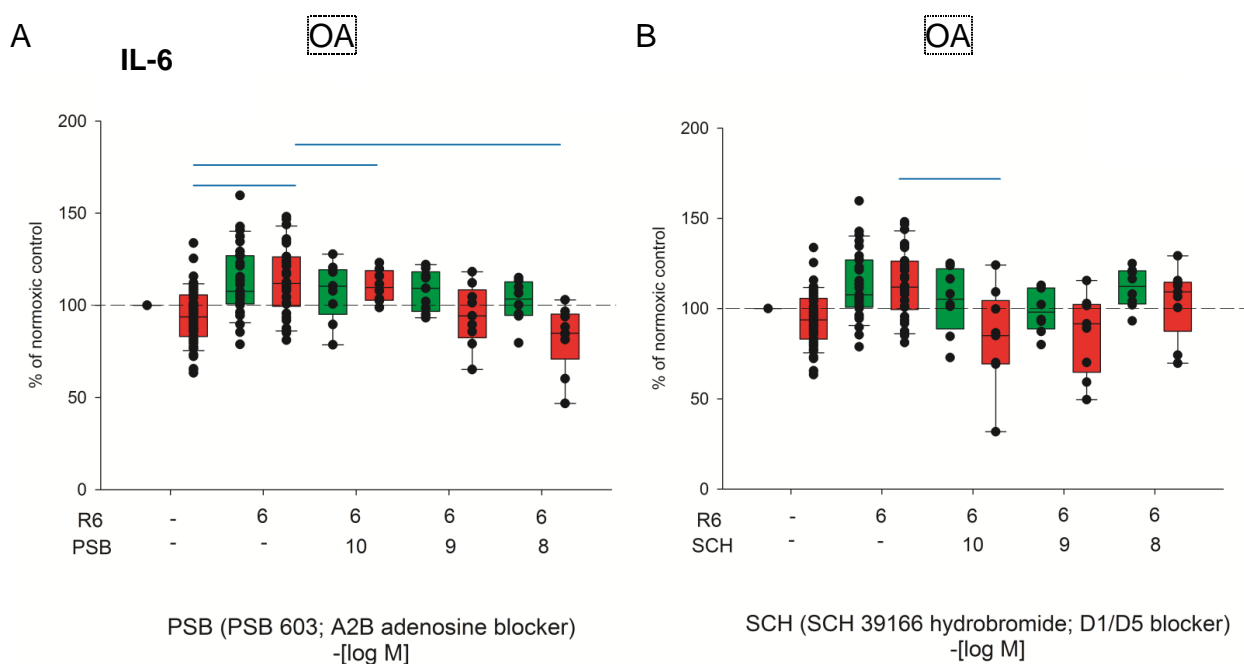 A
OA
IL-6
200
150
100
50
0
% of normoxic control
R6 - 6 6 6 6
PSB - - 10 9 8
PSB (PSB 603; A2B adenosine blocker)
-[log M]
B
OA
200
150
100
50
0
% of normoxic control
R6 - 6 6 6 6
SCH - - 10 9 8
SCH (SCH 39166 hydrobromide; D1/D5 blocker)
-[log M]